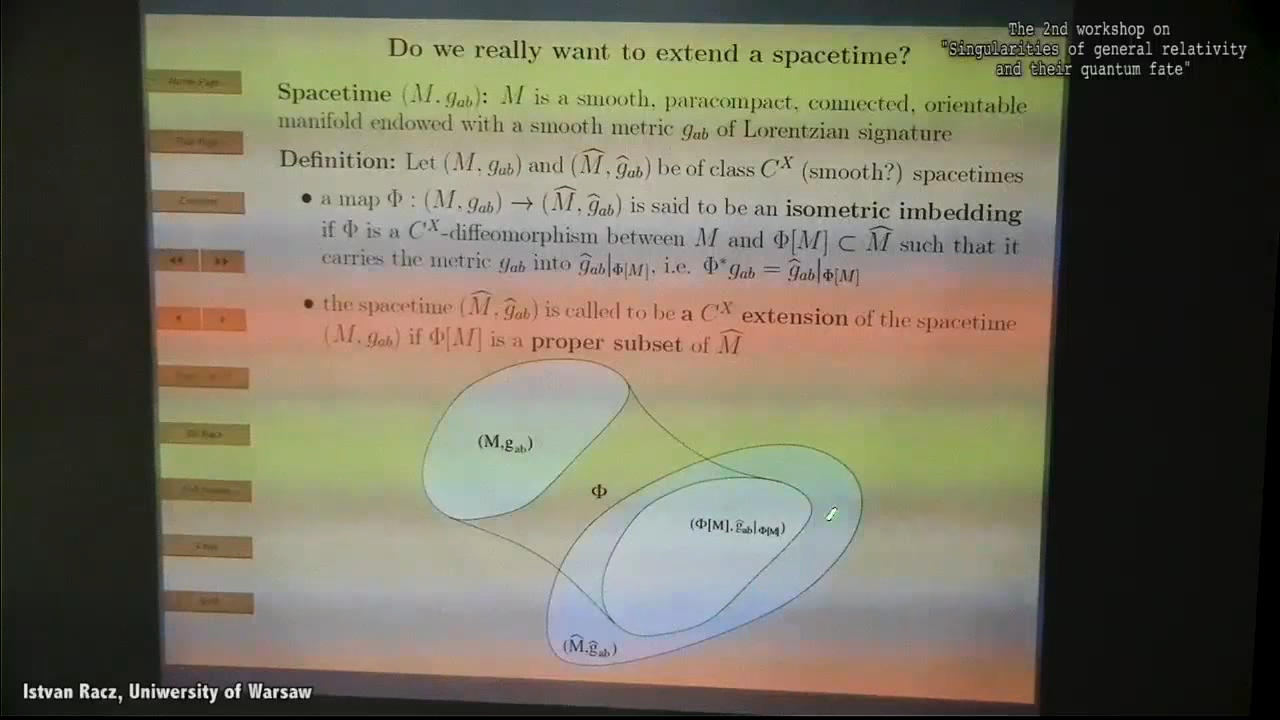 The 2nd workshop on
"Singularities of general relativity
and their quantum fate"
Do we really want to extend a spacetime?
Home Page
Spacetime (M, g_ab): M is a smooth, paracompact, connected, orientable
manifold endowed with a smooth metric g_ab of Lorentzian signature
Definition: Let (M, g_ab) and (M̂, ĝ_ab) be of class C^X (smooth?) spacetimes
• a map Φ : (M, g_ab) → (M̂, ĝ_ab) is said to be an isometric imbedding
if Φ is a C^X-diffeomorphism between M and Φ[M] ⊂ M̂ such that it
carries the metric g_ab into ĝ_ab|Φ[M], i.e. Φ*g_ab = ĝ_ab|Φ[M]
• the spacetime (M̂, ĝ_ab) is called to be a C^X extension of the spacetime
(M, g_ab) if Φ[M] is a proper subset of M̂
(M,g_ab)
Φ
(Φ[M],ĝ_ab|Φ[M])
(M̂,ĝ_ab)
Istvan Racz, Uniwersity of Warsaw